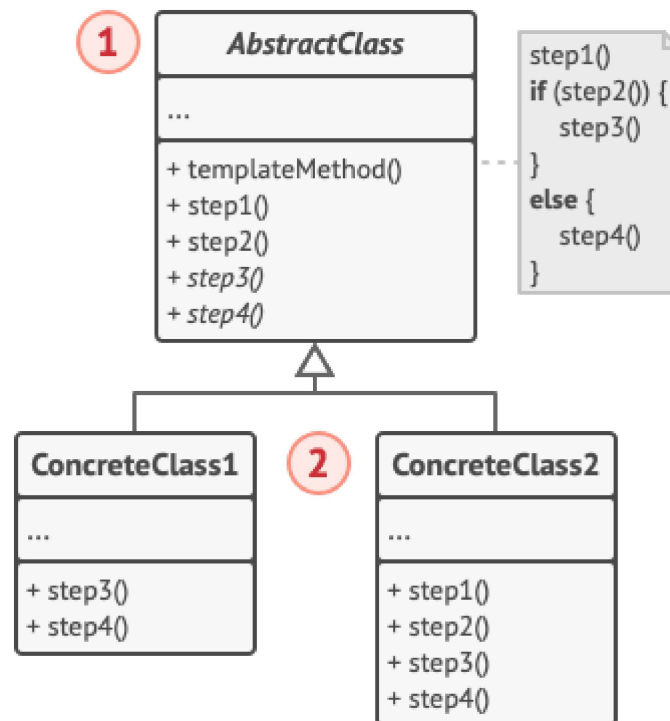 1
AbstractClass
...
+ templateMethod()
+ step1()
+ step2()
+ step3()
+ step4()
step1()
if (step2()) {
step3()
}
else {
step4()
}
ConcreteClass1
...
+ step3()
+ step4()
2
ConcreteClass2
...
+ step1()
+ step2()
+ step3()
+ step4()